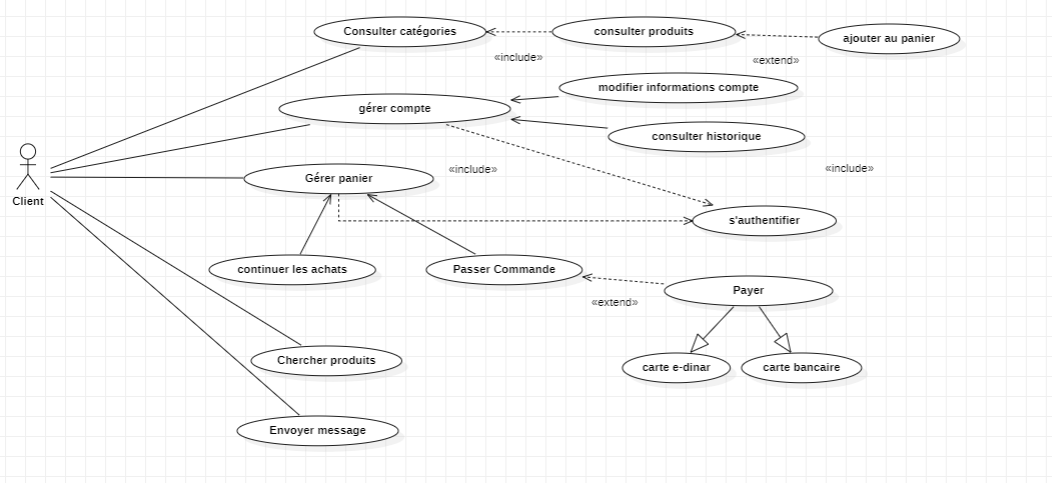 Consulter catégories
consulter produits
ajouter au panier
«include»
«extend»
modifier informations compte
gérer compte
consulter historique
«include»
«include»
Gérer panier
Client
s'authentifier
continuer les achats
Passer Commande
Payer
«extend»
Chercher produits
carte e-dinar
carte bancaire
Envoyer message